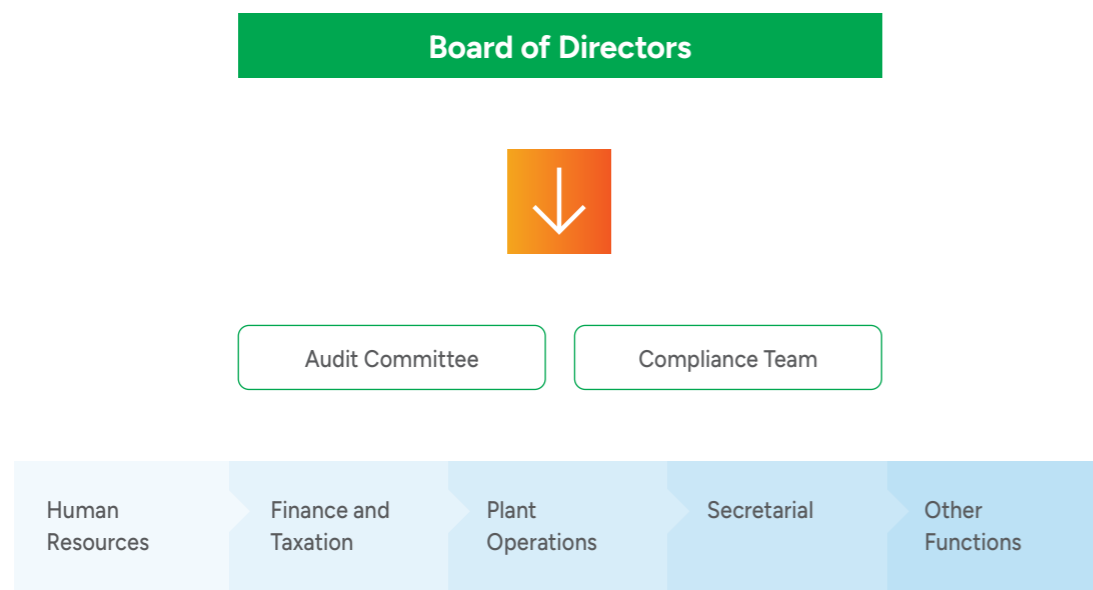 Board of Directors
Audit Committee
Compliance Team
Human
Resources
Finance and
Taxation
Plant
Operations
Secretarial
Other
Functions